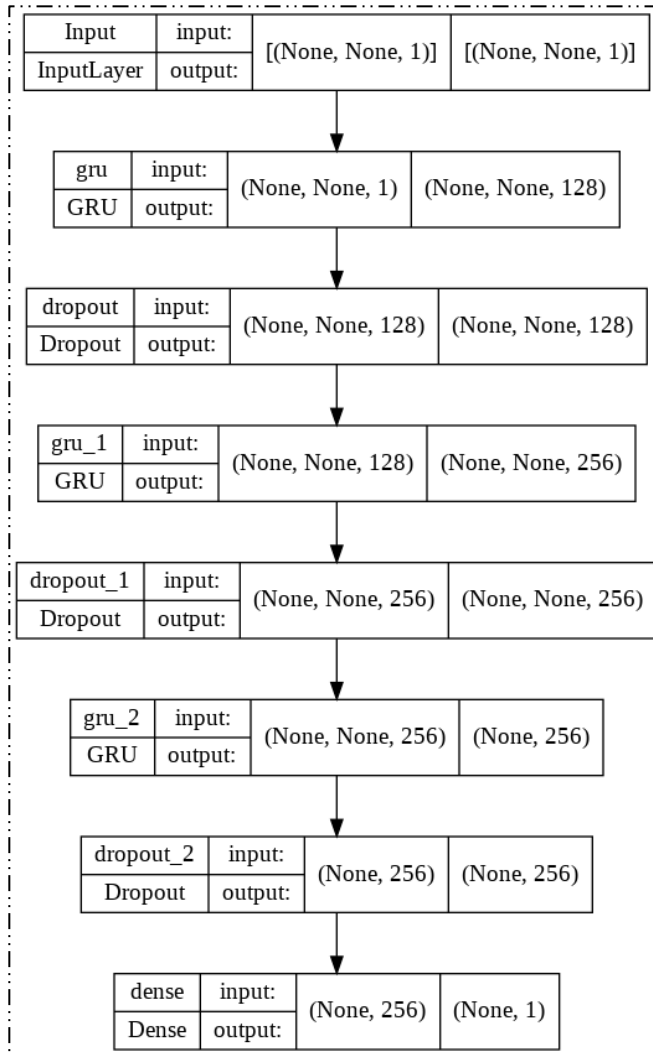 Input input: [(None, None, 1)] [(None, None, 1)]
InputLayer output:
gru input: (None, None, 1) (None, None, 128)
GRU output:
dropout input: (None, None, 128) (None, None, 128)
Dropout output:
gru_1 input: (None, None, 128) (None, None, 256)
GRU output:
dropout_1 input: (None, None, 256) (None, None, 256)
Dropout output:
gru_2 input: (None, None, 256) (None, 256)
GRU output:
dropout_2 input: (None, 256) (None, 256)
Dropout output:
dense input: (None, 256) (None, 1)
Dense output: